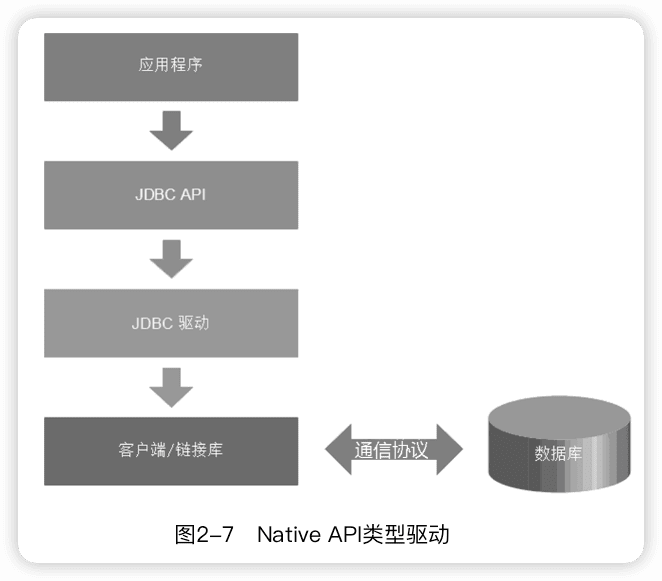 应用程序
JDBC API
JDBC 驱动
客户端/链接库
通信协议
数据库
图2-7 Native API类型驱动